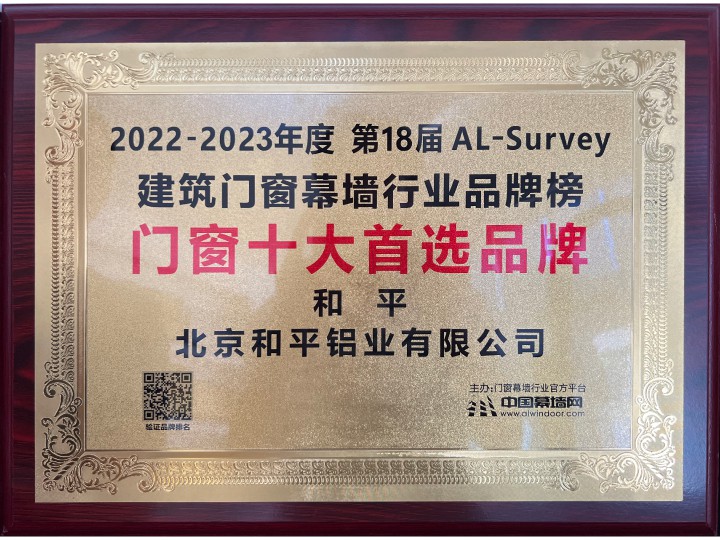 2022-2023年度 第18届 AL-Survey
建筑门窗幕墙行业品牌榜
门窗十大首选品牌
和 平
北京和平铝业有限公司
验证品牌排名
主办:门窗幕墙行业官方平台
中国幕墙网
www.alwindoor.com